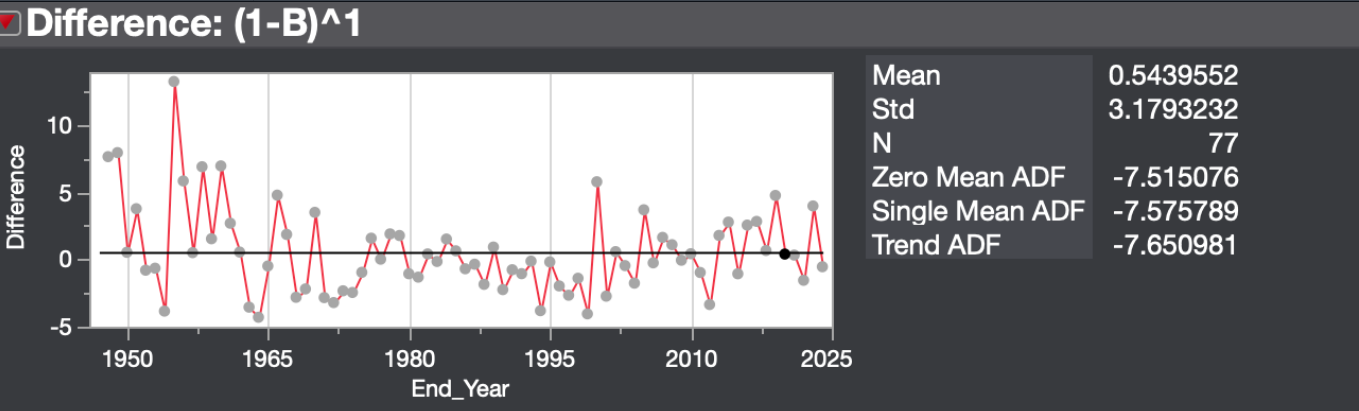 Difference: (1-B)^1
Difference
10
5
0
-5
1950 1965 1980 1995 2010 2025
End_Year
Mean 0.5439552
Std 3.1793232
N 77
Zero Mean ADF -7.515076
Single Mean ADF -7.575789
Trend ADF -7.650981